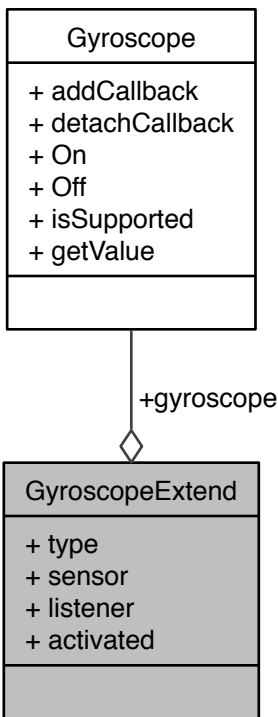 Gyroscope
+ addCallback
+ detachCallback
+ On
+ Off
+ isSupported
+ getValue
+gyroscope
GyroscopeExtend
+ type
+ sensor
+ listener
+ activated